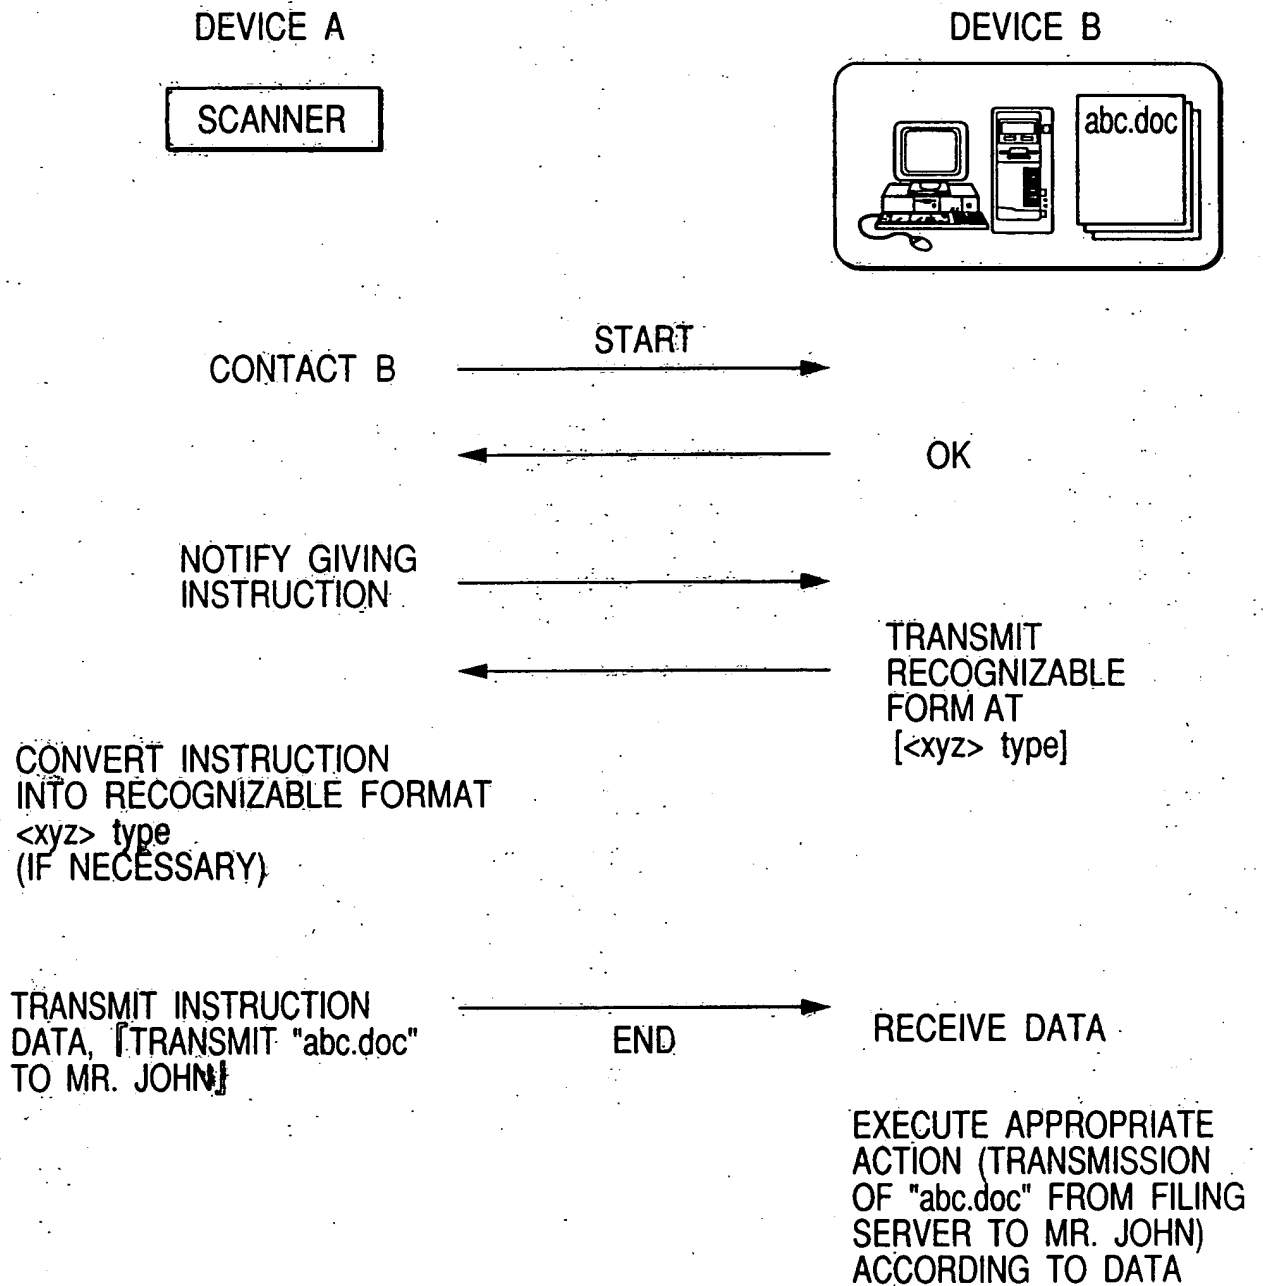 DEVICE A
DEVICE B
SCANNER
abc.doc
START
CONTACT B
OK
NOTIFY GIVING
INSTRUCTION
TRANSMIT
RECOGNIZABLE
FORM AT
[<xyz> type]
CONVERT INSTRUCTION
INTO RECOGNIZABLE FORMAT
<xyz> type
(IF NECESSARY)
TRANSMIT INSTRUCTION
DATA, 『TRANSMIT "abc.doc"
TO MR. JOHN』
END
RECEIVE DATA
EXECUTE APPROPRIATE
ACTION (TRANSMISSION
OF "abc.doc" FROM FILING
SERVER TO MR. JOHN)
ACCORDING TO DATA